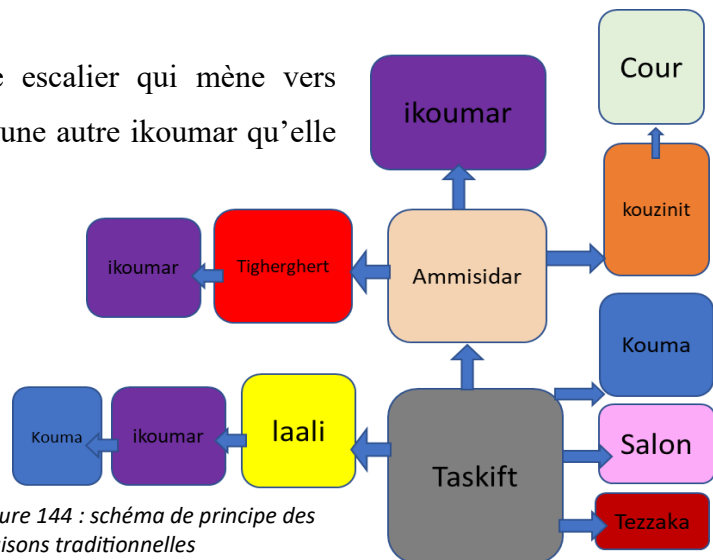 e escalier qui mène vers
une autre ikoumar qu’elle
Cour
ikoumar
kouzinit
ikoumar
Tigherghert
Ammisidar
Kouma
Kouma
ikoumar
laali
Taskift
Salon
Tezzaka
ure 144 : schéma de principe des
isons traditionnelles